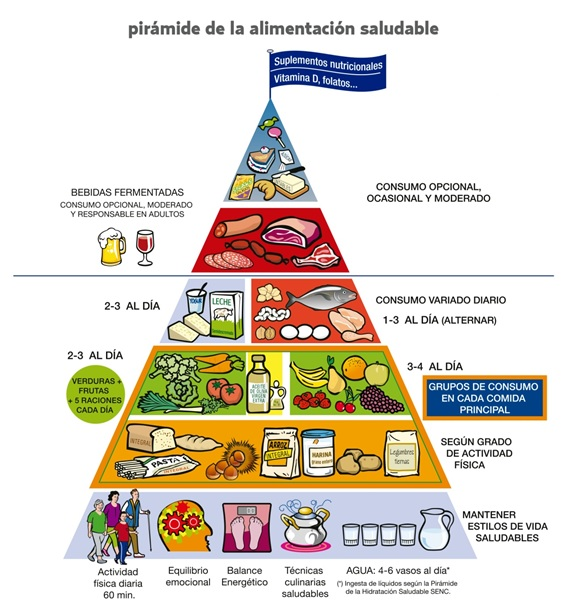 pirámide de la alimentación saludable
Suplementos nutricionales
Vitamina D, folatos...
BEBIDAS FERMENTADAS
CONSUMO OPCIONAL, MODERADO
Y RESPONSABLE EN ADULTOS
CONSUMO OPCIONAL,
OCASIONAL Y MODERADO
2-3 AL DÍA
LECHE
CONSUMO VARIADO DIARIO
1-3 AL DÍA (ALTERNAR)
2-3 AL DÍA
VERDURAS +
FRUTAS
+ 5 RACIONES
CADA DÍA
ACEITE
DE OLIVA
VIRGEN
EXTRA
3-4 AL DÍA
GRUPOS DE CONSUMO
EN CADA COMIDA
PRINCIPAL
INTEGRAL
PASTA
INTEGRAL
ARROZ
INTEGRAL
HARINA
Legumbres
tiernas
SEGÚN GRADO
DE ACTIVIDAD
FÍSICA
MANTENER
ESTILOS DE VIDA
SALUDABLES
Actividad
física diaria
60 min.
Equilibrio
emocional
Balance
Energético
Técnicas
culinarias
saludables
AGUA: 4-6 vasos al día*
(*) Ingesta de líquidos según la Pirámide
de la Hidratación Saludable SENC.